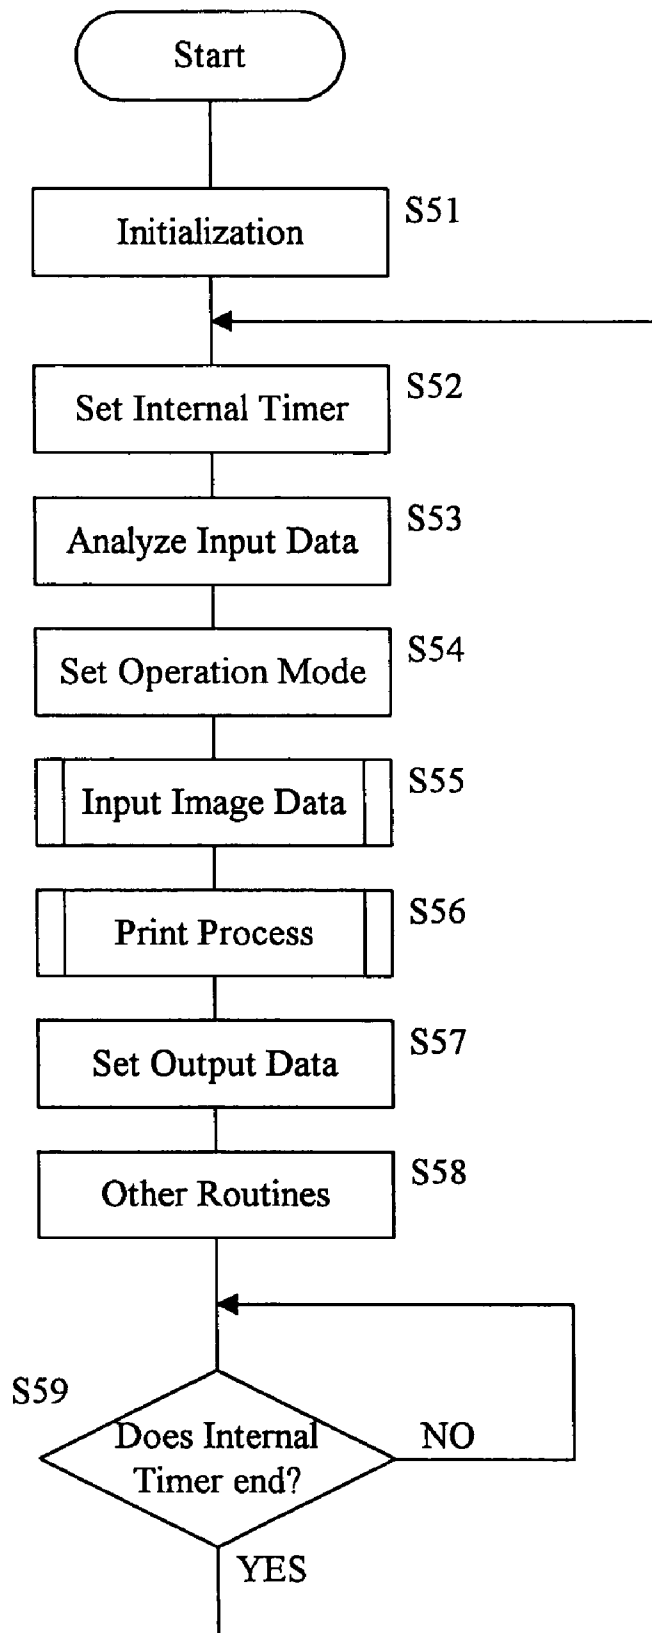 Start
Initialization
S51
Set Internal Timer
S52
Analyze Input Data
S53
Set Operation Mode
S54
Input Image Data
S55
Print Process
S56
Set Output Data
S57
Other Routines
S58
S59
Does Internal
Timer end?
NO
YES